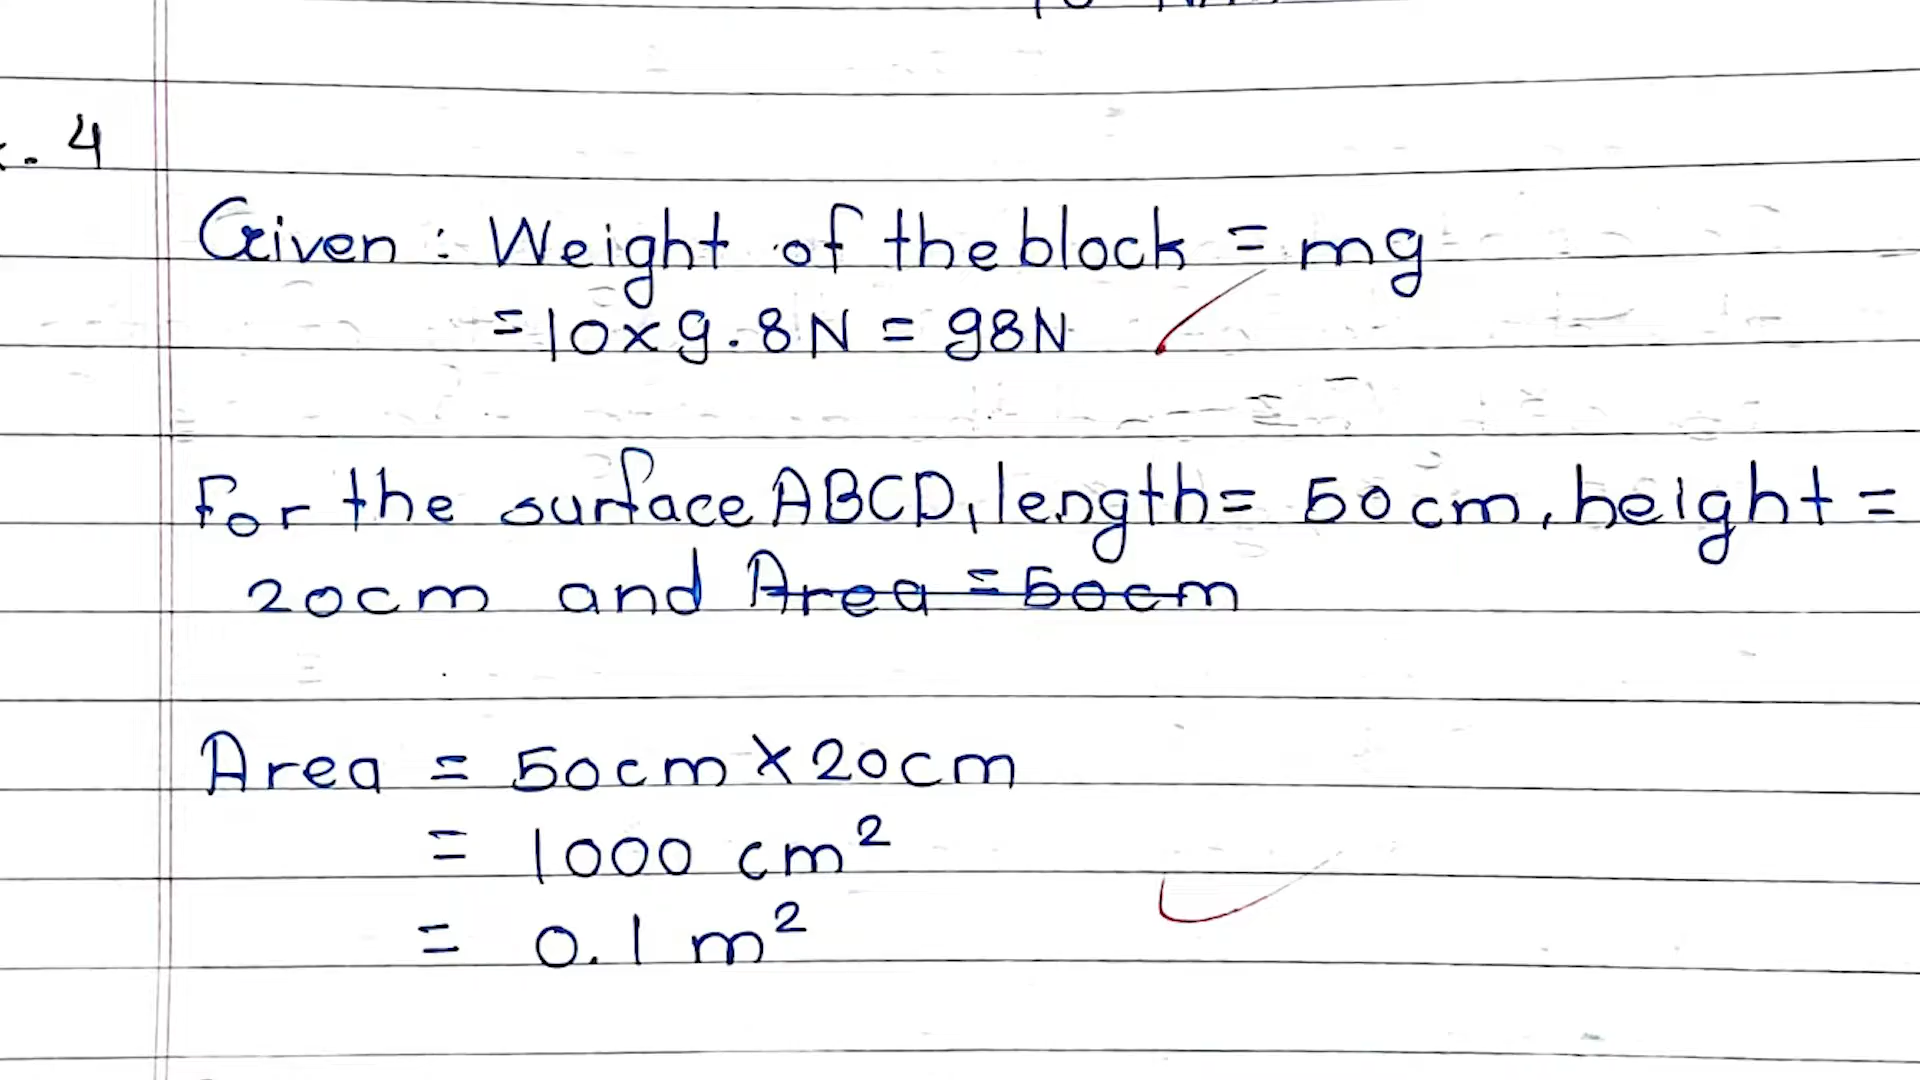 . 4
Given : Weight of the block = mg
= 10 x 9.8 N = 98N
For the surface ABCD, length = 50 cm, height =
20cm and ~~Area = 50cm~~
Area = 50cm x 20cm
= 1000 cm²
= 0.1 m²